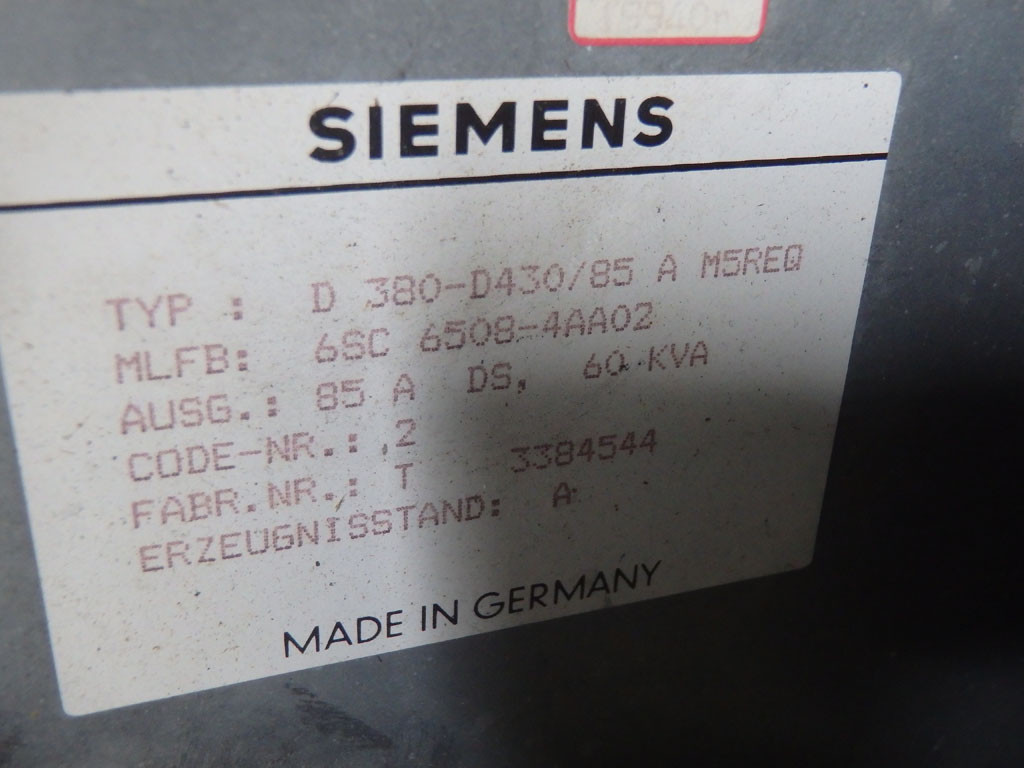 SIEMENS
TYP : D 380-D430/85 A M5REQ
MLFB: 6SC 6508-4AA02
AUSG.: 85 A DS, 60 KVA
CODE-NR.: 2
FABR.NR.: T 3384544
ERZEUGNISSTAND: A
MADE IN GERMANY